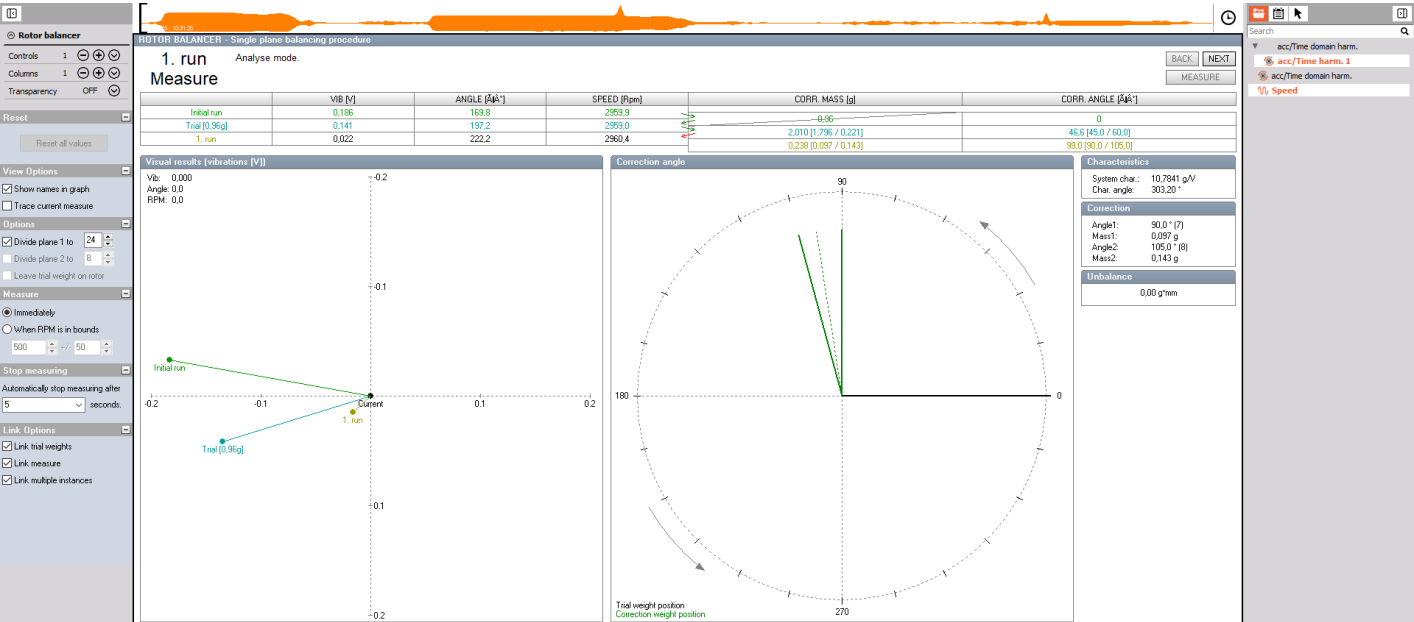 10:31:35
Rotor balancer
Controls 1
Columns 1
Transparency OFF
Reset
Reset all values
View Options
Show names in graph
Trace current measure
Options
Divide plane 1 to 24
Divide plane 2 to 8
Leave trial weight on rotor
Measure
Immediately
When RPM is in bounds
500 +/- 50
Stop measuring
Automatically stop measuring after
5 seconds.
Link Options
Link trial weights
Link measure
Link multiple instances
ROTOR BALANCER - Single plane balancing procedure
1. run Analyse mode.
Measure
BACK NEXT
MEASURE
VIB [V] ANGLE [Ã‚Â°] SPEED [Rpm] CORR. MASS [g] CORR. ANGLE [Ã‚Â°]
Initial run 0,186 169,8 2959,9 0,96 0
Trial [0,96g] 0,141 197,2 2959,0 2,010 [1,796 / 0,221] 46,6 [45,0 / 60,0]
1. run 0,022 222,2 2960,4 0,238 [0,097 / 0,143] 99,0 [90,0 / 105,0]
Visual results (vibrations [V])
Vib: 0,000
Angle: 0,0
RPM: 0,0
-0.2
-0.1
Initial run
-0.2 -0.1 Current 0.1 0.2
1. run
Trial [0,96g]
0.1
0.2
Correction angle
90
180
0
270
Trial weight position
Correction weight position
Characteristics
System char.: 10,7841 g/V
Char. angle: 303,20 °
Correction
Angle1: 90,0 ° (7)
Mass1: 0,097 g
Angle2: 105,0 ° (8)
Mass2: 0,143 g
Unbalance
0,00 g*mm
Search
acc/Time domain harm.
acc/Time harm. 1
acc/Time domain harm.
Speed